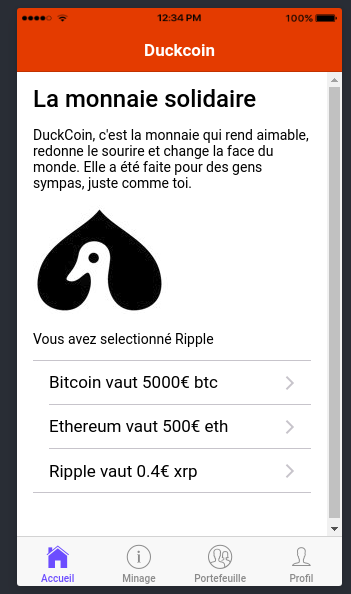 12:34 PM
100%
Duckcoin
La monnaie solidaire
DuckCoin, c'est la monnaie qui rend aimable,
redonne le sourire et change la face du
monde. Elle a été faite pour des gens
sympas, juste comme toi.
Vous avez selectionné Ripple
Bitcoin vaut 5000€ btc
Ethereum vaut 500€ eth
Ripple vaut 0.4€ xrp
Accueil Minage Portefeuille Profil